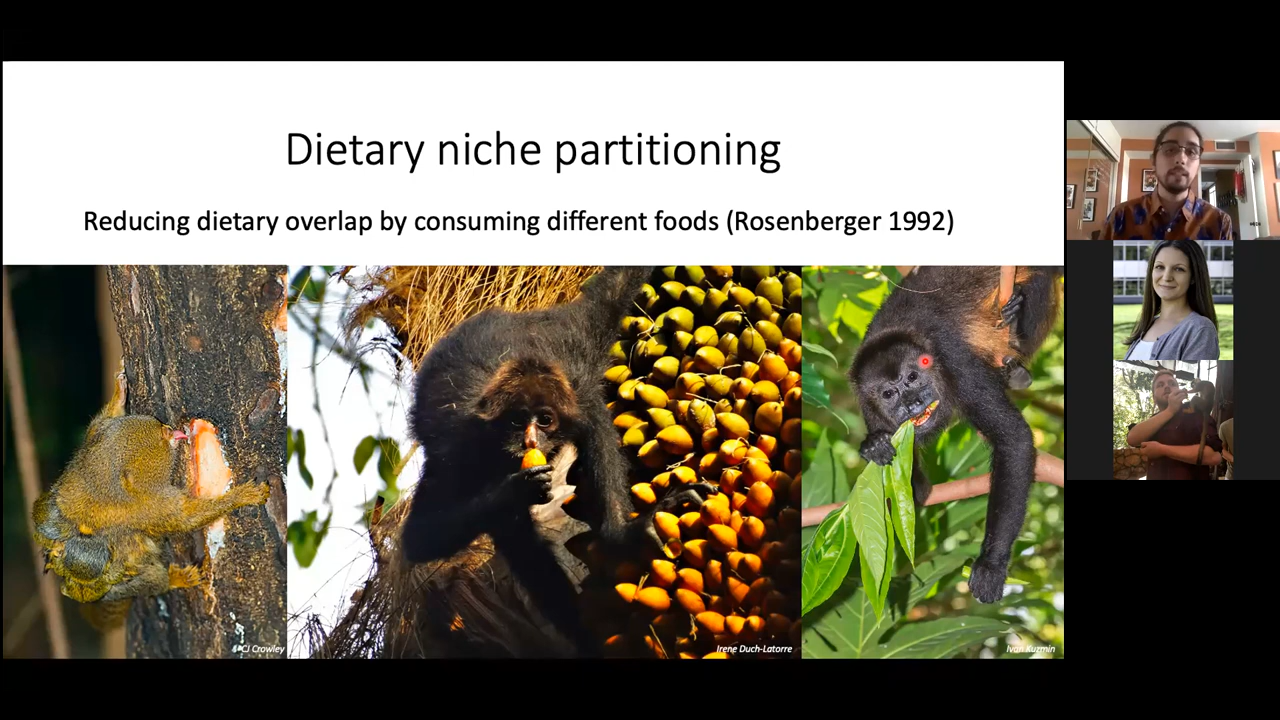 Dietary niche partitioning
Reducing dietary overlap by consuming different foods (Rosenberger 1992)
CJ Crowley
Irene Duch-Latorre
Ivan Kuzmin